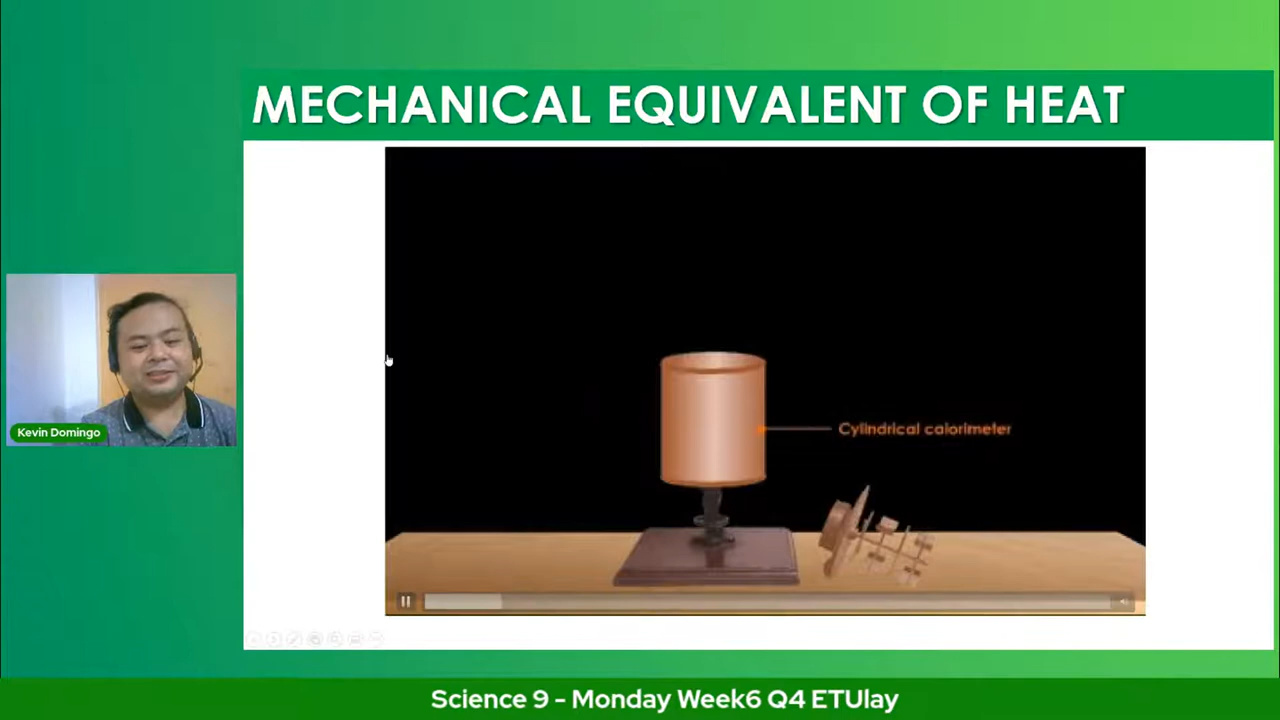 MECHANICAL EQUIVALENT OF HEAT
Cylindrical calorimeter
Kevin Domingo
Science 9 - Monday Week6 Q4 ETUlay